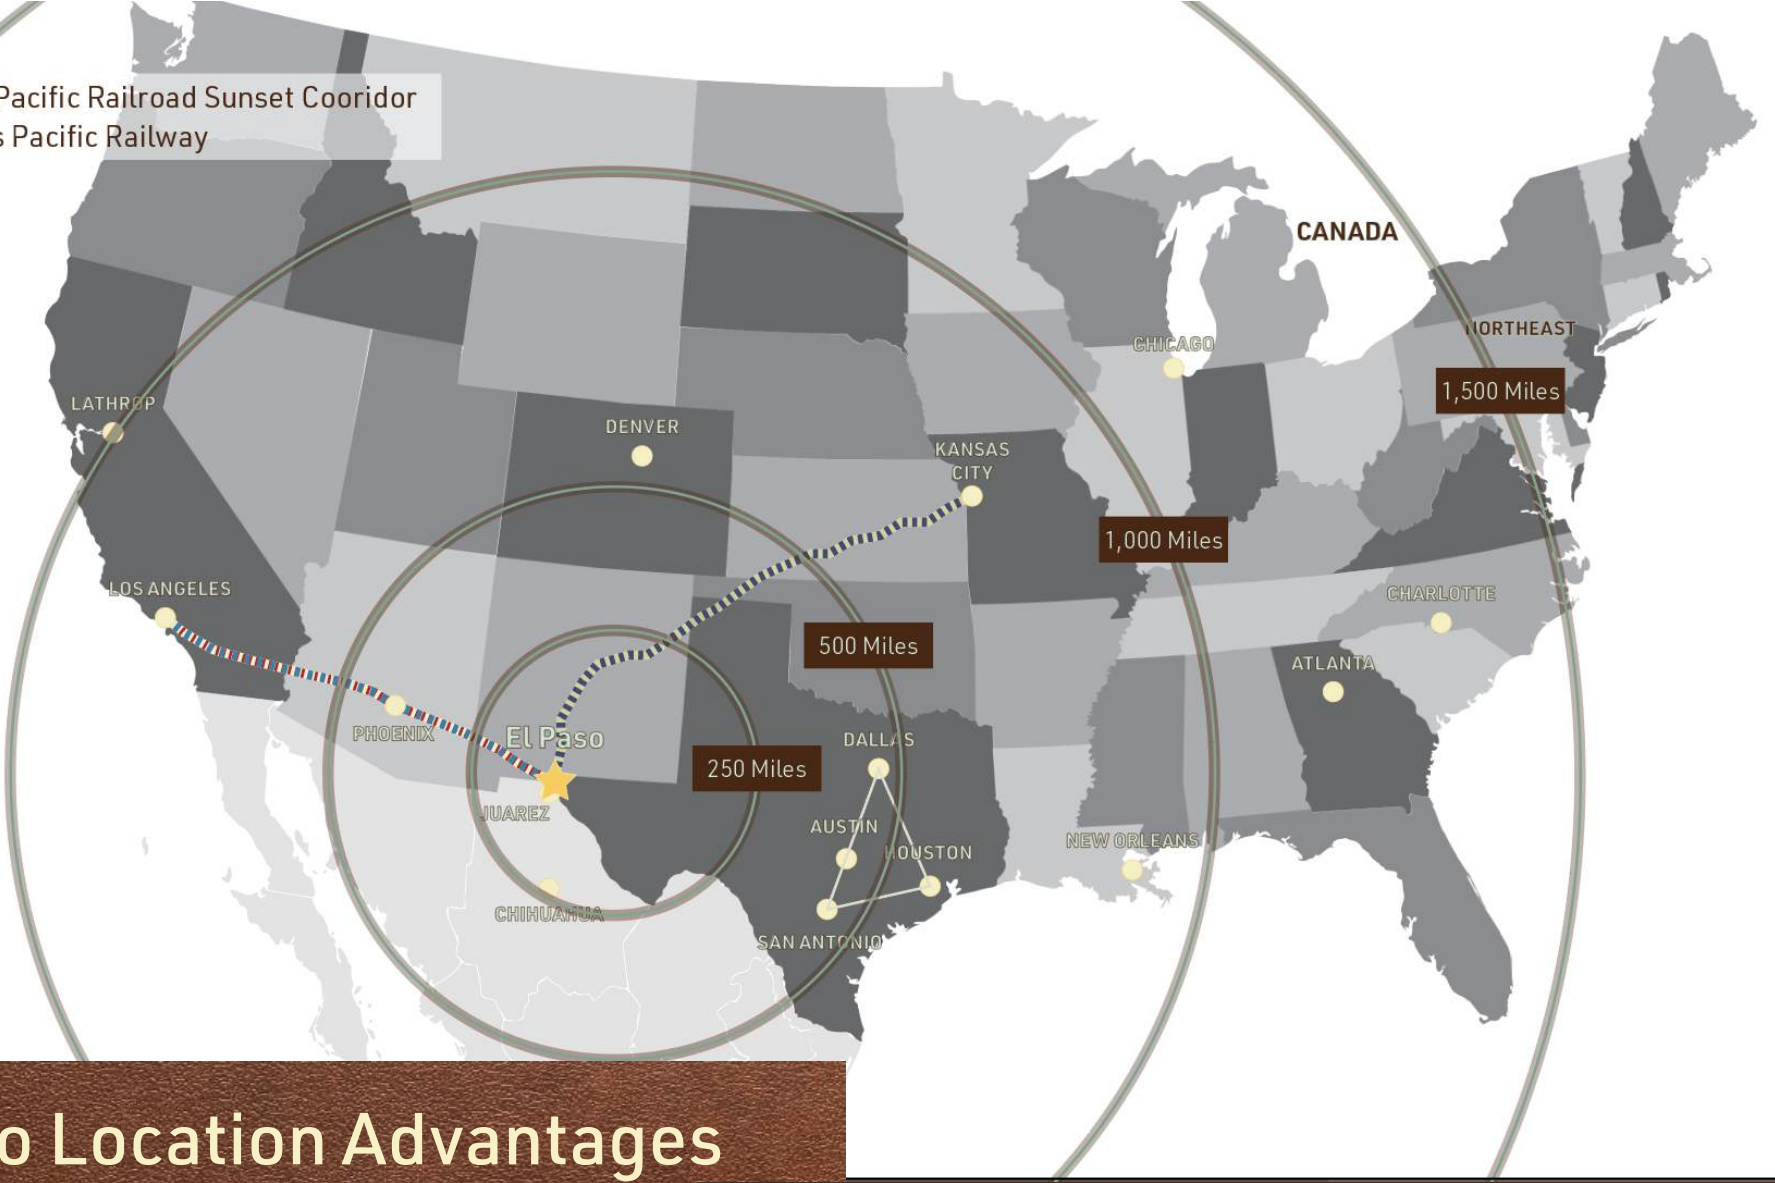 Pacific Railroad Sunset Cooridor
s Pacific Railway
CANADA
NORTHEAST
CHICAGO
1,500 Miles
LATHROP
DENVER
KANSAS
CITY
1,000 Miles
LOS ANGELES
CHARLOTTE
500 Miles
ATLANTA
PHOENIX
El Paso
DALLAS
250 Miles
JUAREZ
AUSTIN
NEW ORLEANS
HOUSTON
CHIHUAHUA
SAN ANTONIO
o Location Advantages